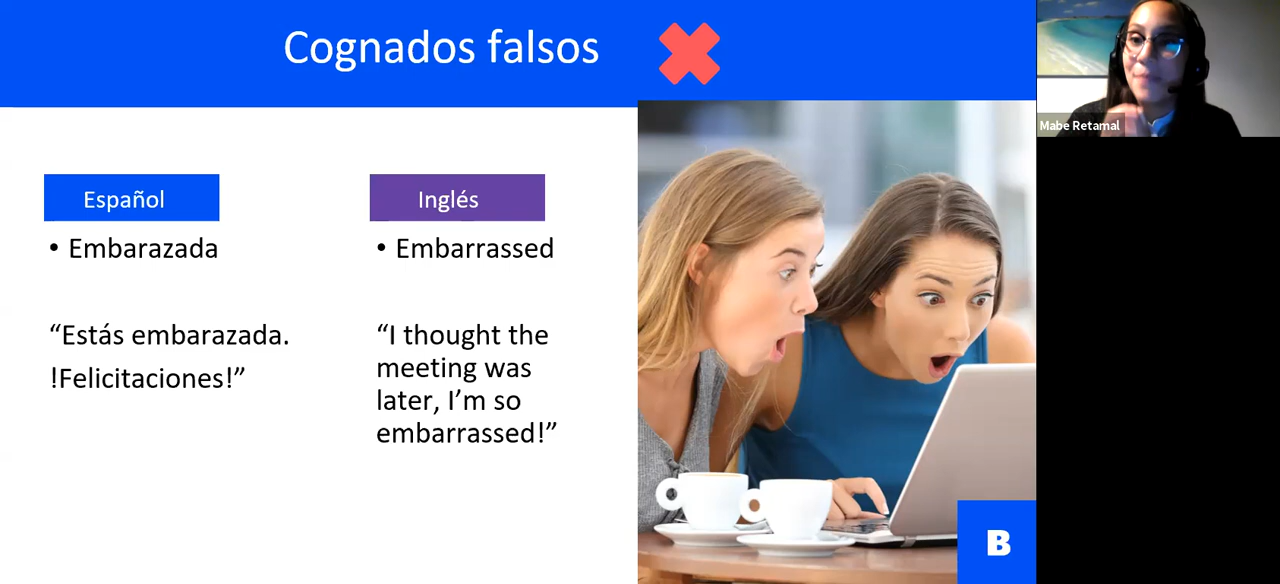 Cognados falsos
Español
• Embarazada
“Estás embarazada.
!Felicitaciones!”
Inglés
• Embarrassed
“I thought the
meeting was
later, I’m so
embarrassed!”
B
Mabe Retamal